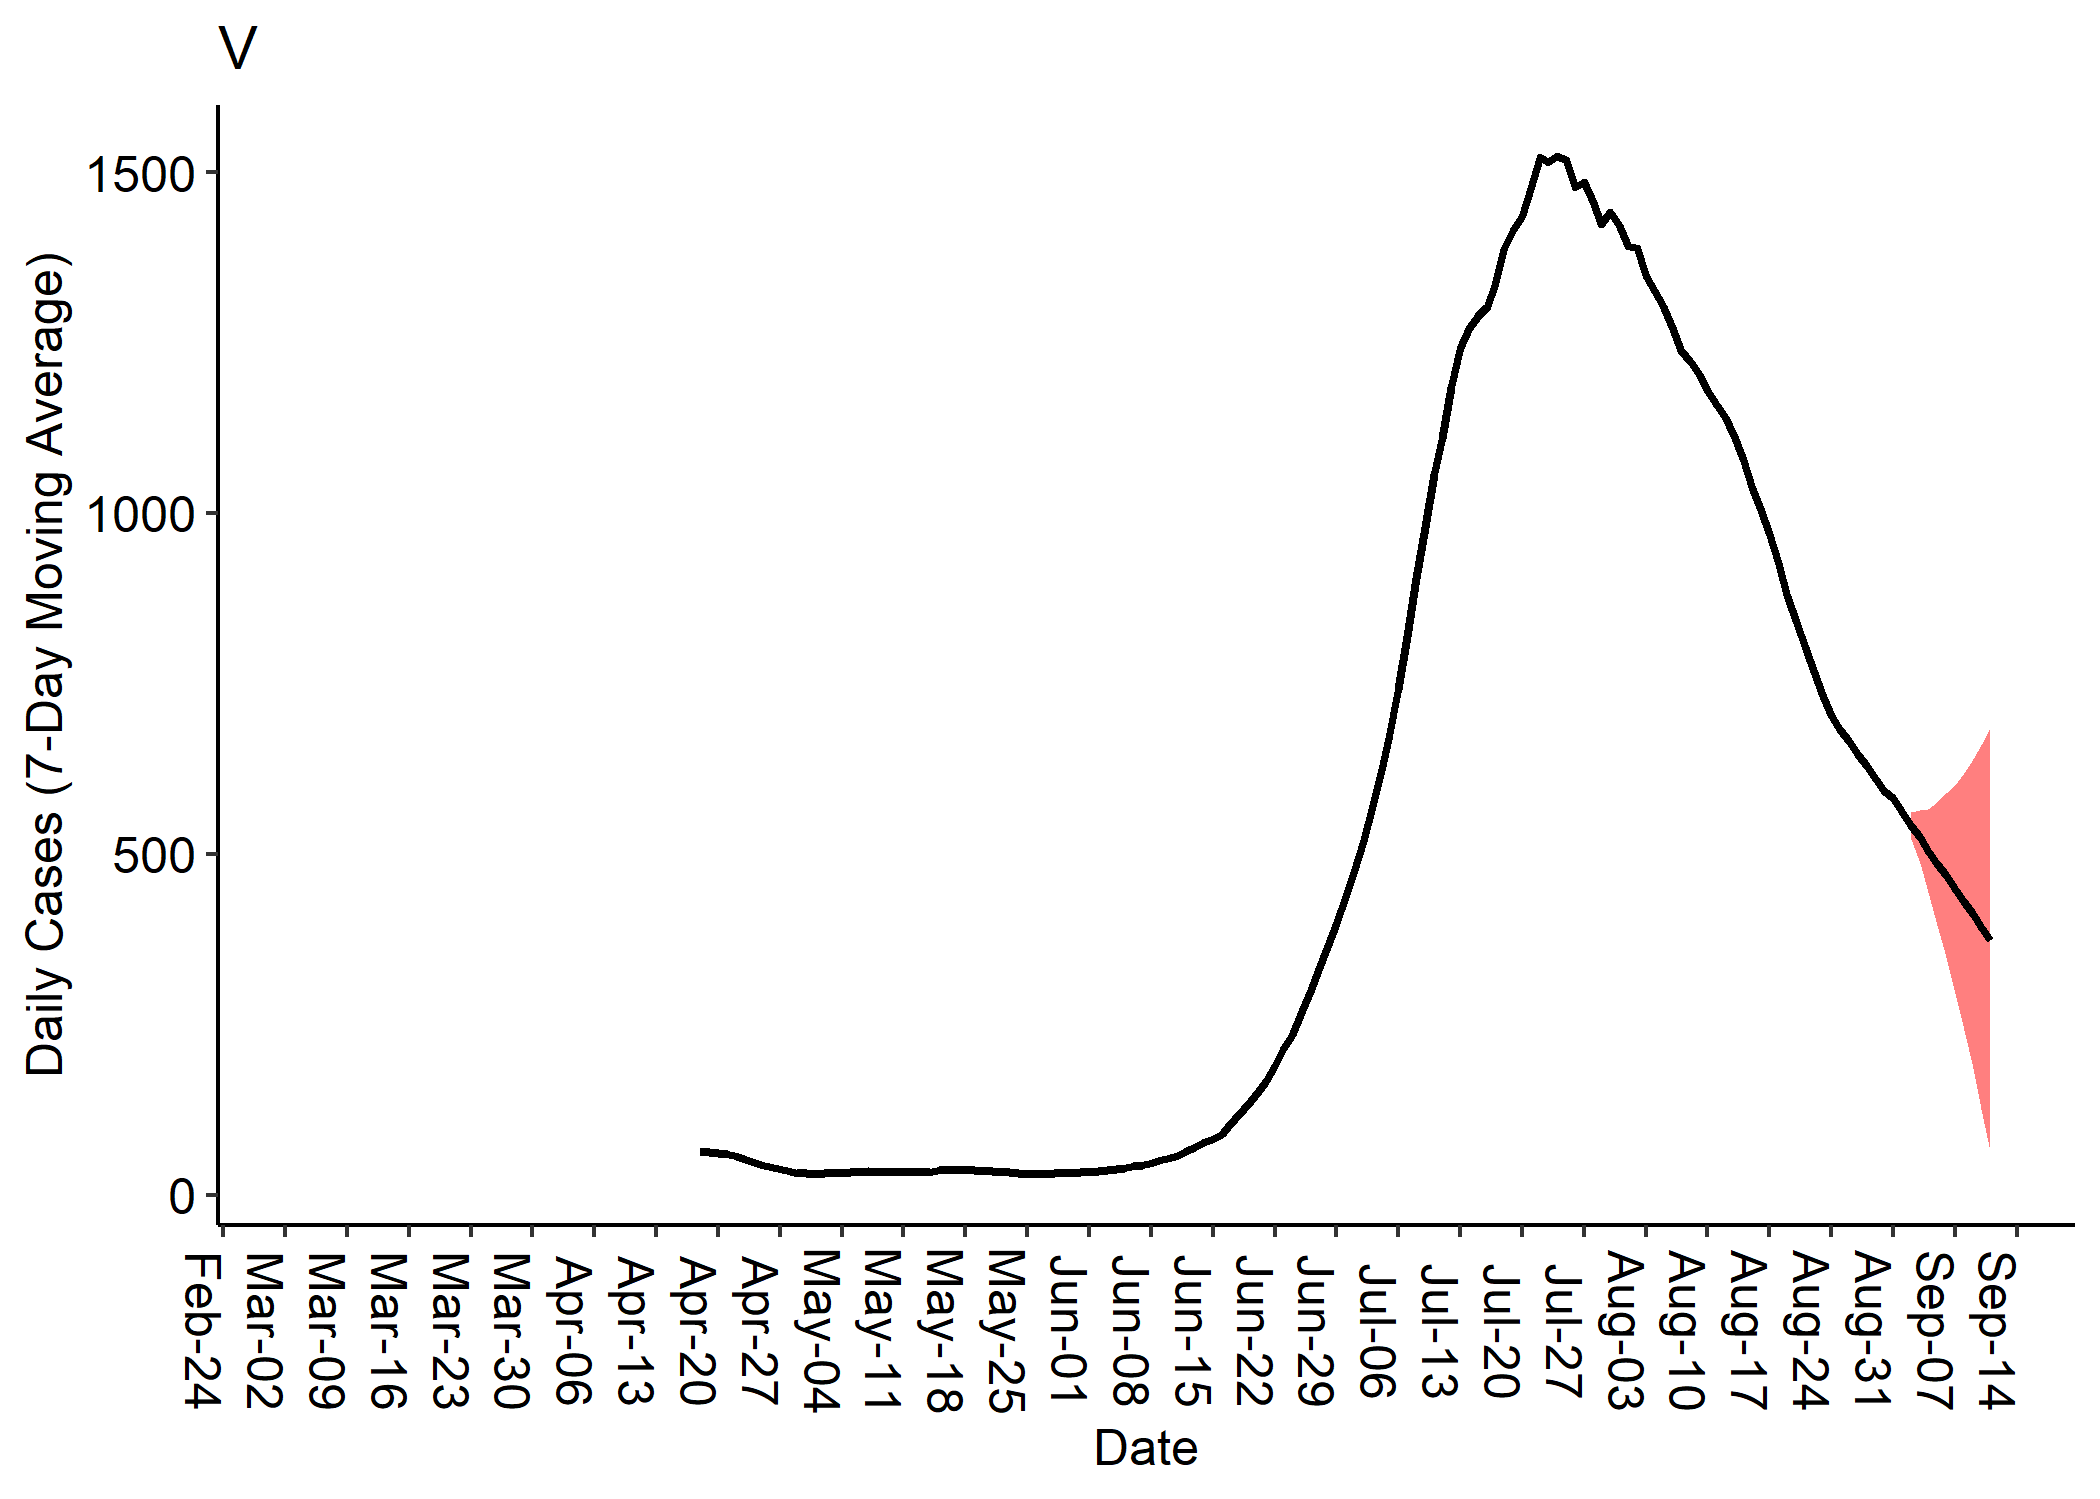 V
Daily Cases (7-Day Moving Average)
1500
1000
500
0
Feb-24
Mar-02
Mar-09
Mar-16
Mar-23
Mar-30
Apr-06
Apr-13
Apr-20
Apr-27
May-04
May-11
May-18
May-25
Jun-01
Jun-08
Jun-15
Jun-22
Jun-29
Jul-06
Jul-13
Jul-20
Jul-27
Aug-03
Aug-10
Aug-17
Aug-24
Aug-31
Sep-07
Sep-14
Date